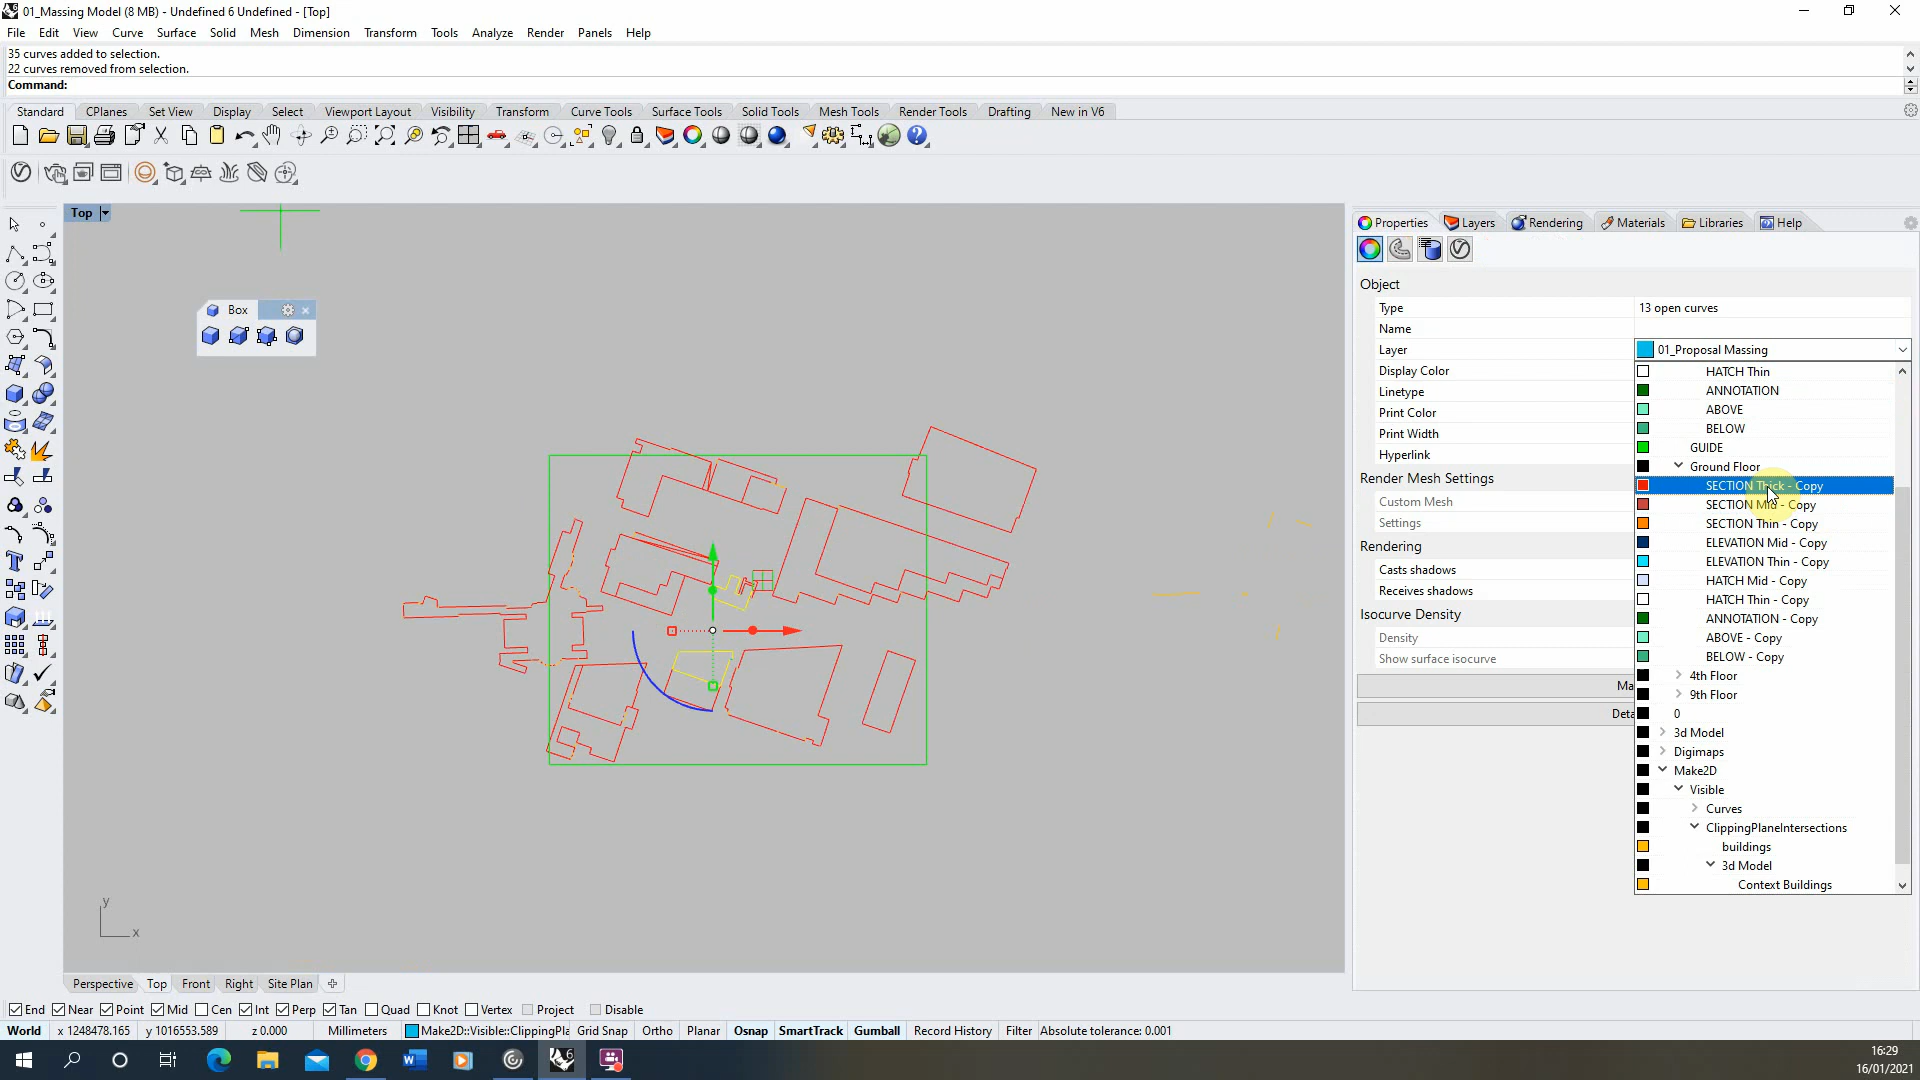 01_Massing Model (8 MB) - Undefined 6 Undefined - [Top]
File Edit View Curve Surface Solid Mesh Dimension Transform Tools Analyze Render Panels Help
35 curves added to selection.
22 curves removed from selection.
Command:
Standard CPlanes Set View Display Select Viewport Layout Visibility Transform Curve Tools Surface Tools Solid Tools Mesh Tools Render Tools Drafting New in V6
Top
Box
Properties Layers Rendering Materials Libraries Help
Object
Type 13 open curves
Name
Layer 01_Proposal Massing
Display Color
Linetype
Print Color
Print Width
Hyperlink
Render Mesh Settings
Custom Mesh
Settings
Rendering
Casts shadows
Receives shadows
Isocurve Density
Density
Show surface isocurve
Ma
Deta
HATCH Thin
ANNOTATION
ABOVE
BELOW
GUIDE
Ground Floor
SECTION Thick - Copy
SECTION Mid - Copy
SECTION Thin - Copy
ELEVATION Mid - Copy
ELEVATION Thin - Copy
HATCH Mid - Copy
HATCH Thin - Copy
ANNOTATION - Copy
ABOVE - Copy
BELOW - Copy
4th Floor
9th Floor
0
3d Model
Digimaps
Make2D
Visible
Curves
ClippingPlaneIntersections
buildings
3d Model
Context Buildings
y
x
Perspective Top Front Right Site Plan
End Near Point Mid Cen Int Perp Tan Quad Knot Vertex Project Disable
World x 1248478.165 y 1016553.589 z 0.000 Millimeters Make2D::Visible::ClippingPla Grid Snap Ortho Planar Osnap SmartTrack Gumball Record History Filter Absolute tolerance: 0.001
16:29
16/01/2021